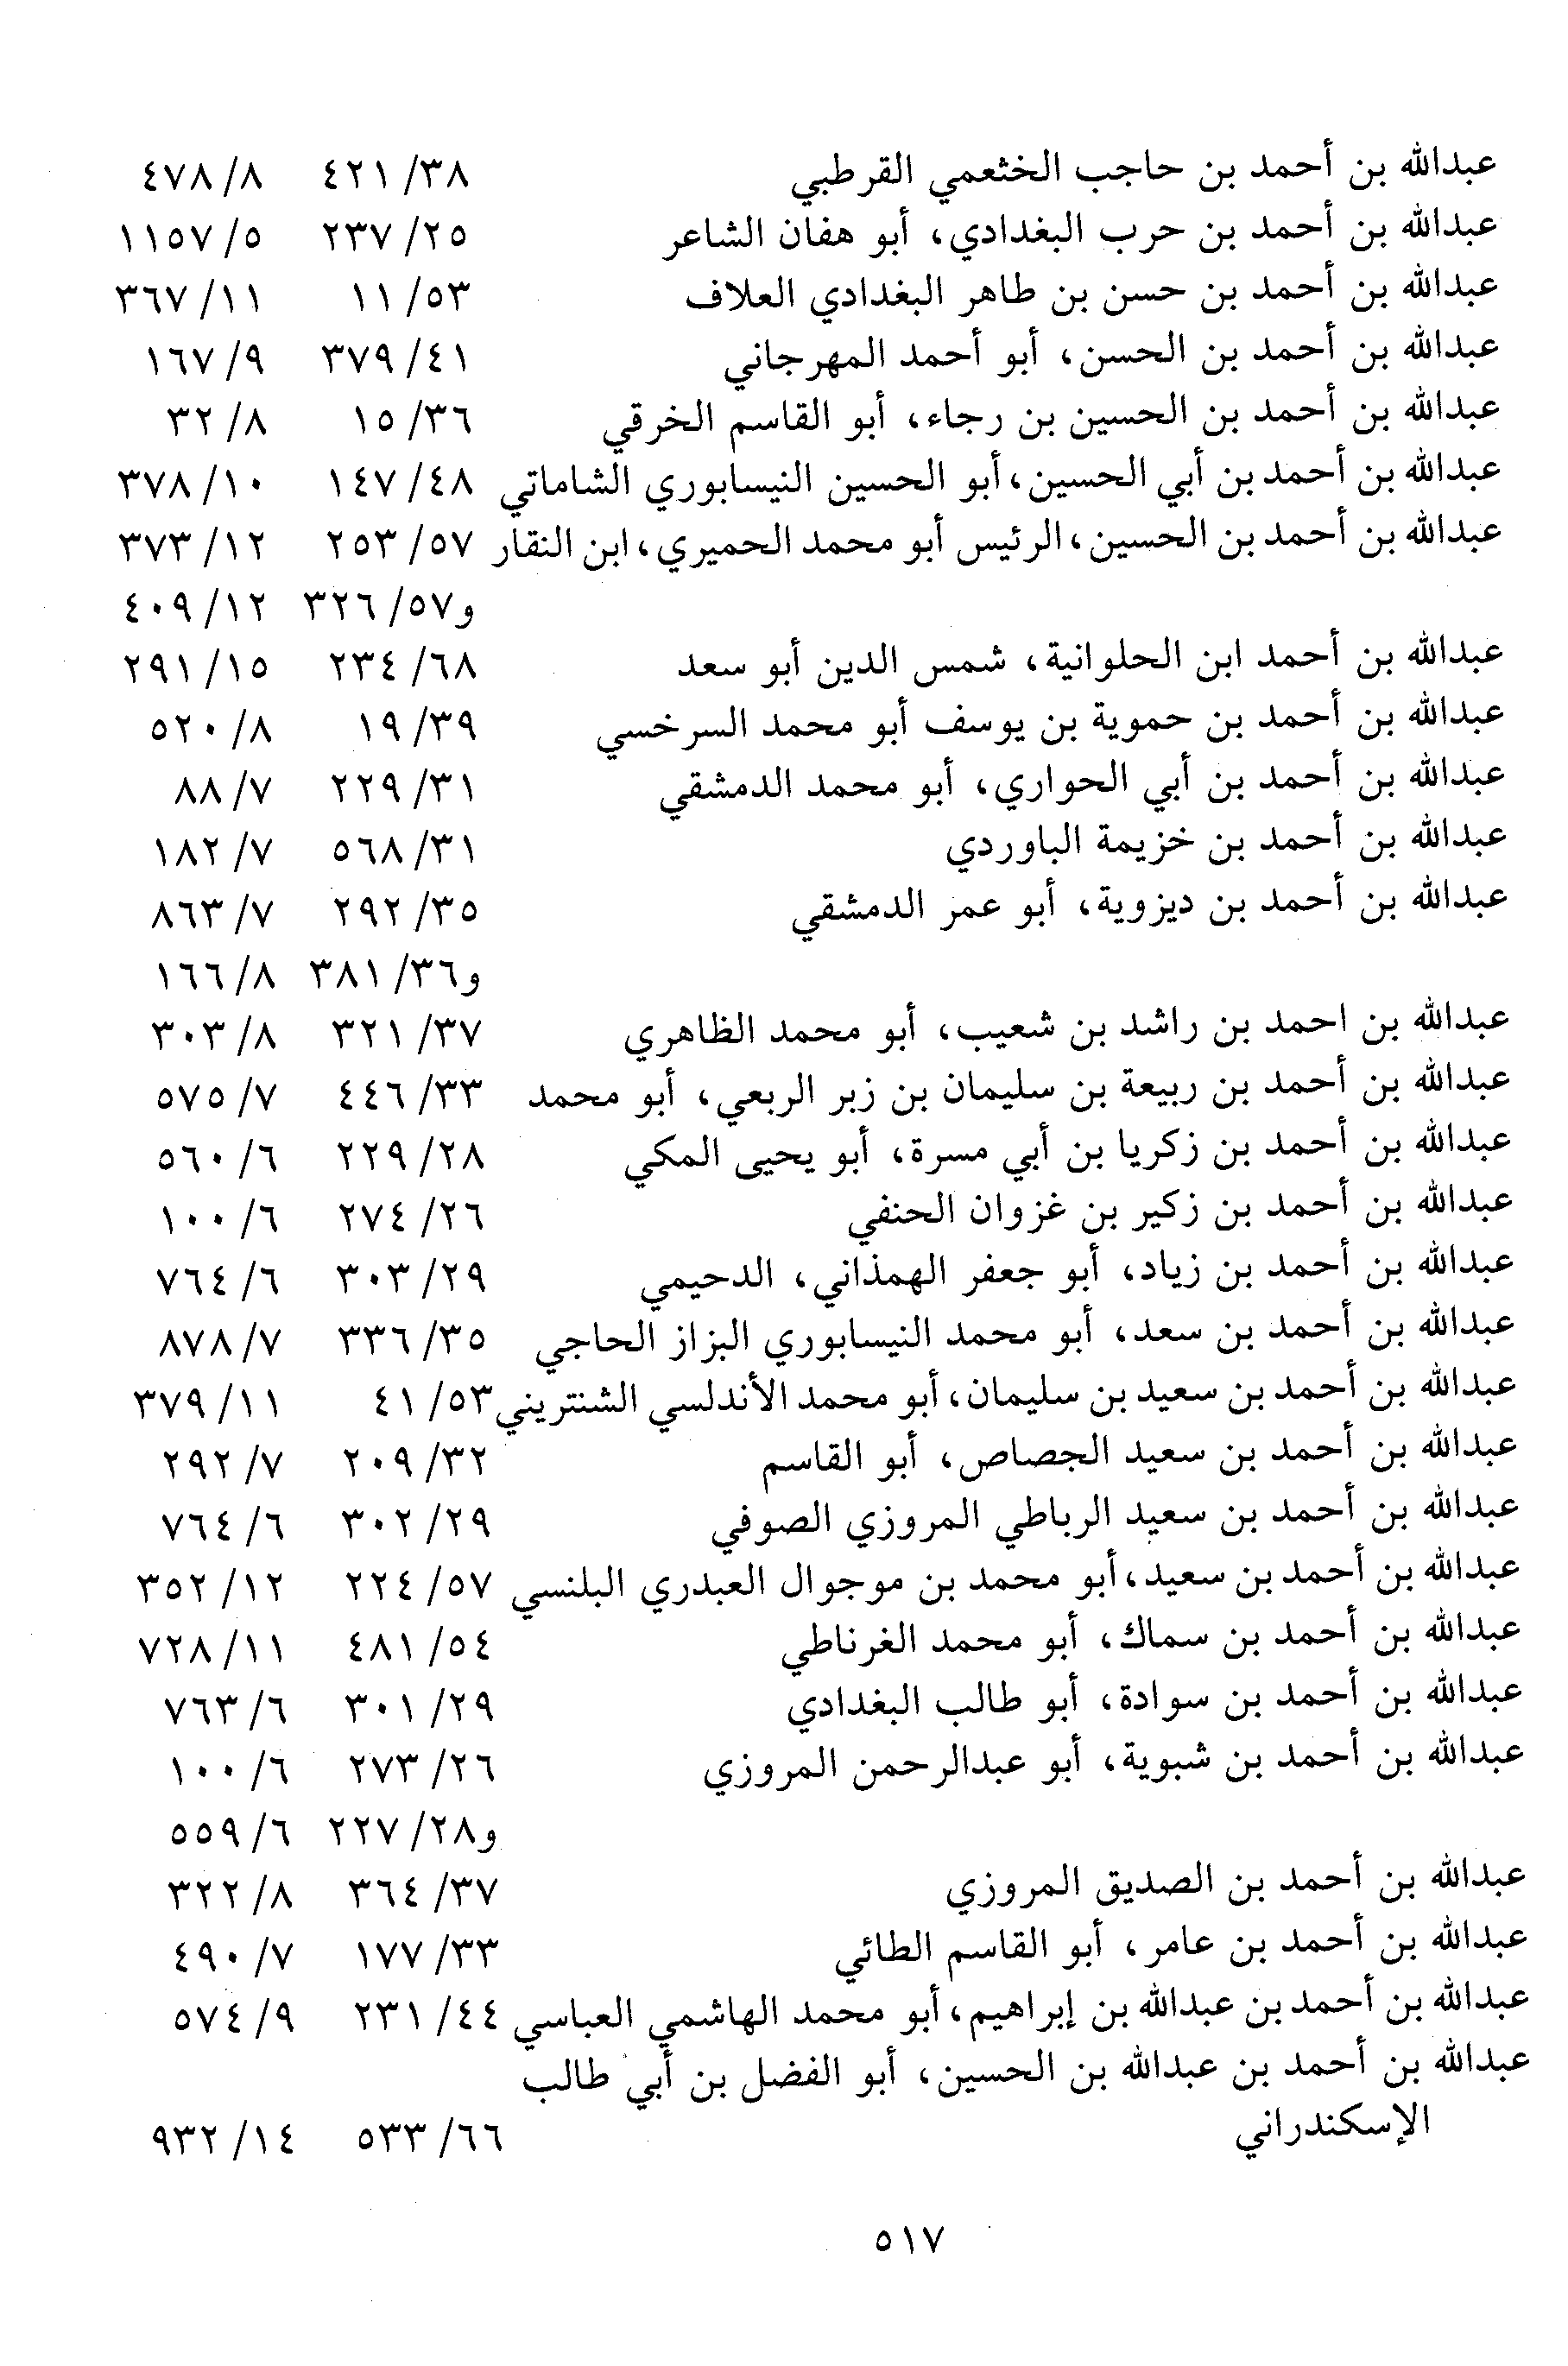 عبدالله بن أحمد بن حاجب الخثعمي القرطبي ٣٨/ ٤٢١ ٨/ ٤٧٨
عبدالله بن أحمد بن حرب البغدادي، أبو هفان الشاعر ٢٥/ ٢٣٧ ٥/ ١١٥٧
عبدالله بن أحمد بن حسن بن طاهر البغدادي العلاف ٥٣/ ١١ ١١/ ٣٦٧
عبدالله بن أحمد بن الحسن، أبو أحمد المهرجاني ٤١/ ٣٧٩ ٩/ ١٦٧
عبدالله بن أحمد بن الحسين بن رجاء، أبو القاسم الخرقي ٣٦/ ١٥ ٨/ ٣٢
عبدالله بن أحمد بن أبي الحسين، أبو الحسين النيسابوري الشاماتي ٤٨/ ١٤٧ ١٠/ ٣٧٨
عبدالله بن أحمد بن الحسين، الرئيس أبو محمد الحميري، ابن النقار ٥٧/ ٢٥٣ ١٢/ ٣٧٣
و٥٧/ ٣٢٦ ١٢/ ٤٠٩
عبدالله بن أحمد ابن الحلوانية، شمس الدين أبو سعد ٦٨/ ٢٣٤ ١٥/ ٢٩١
عبدالله بن أحمد بن حموية بن يوسف أبو محمد السرخسي ٣٩/ ١٩ ٨/ ٥٢٠
عبدالله بن أحمد بن أبي الحواري، أبو محمد الدمشقي ٣١/ ٢٢٩ ٧/ ٨٨
عبدالله بن أحمد بن خزيمة الباوردي ٣١/ ٥٦٨ ٧/ ١٨٢
عبدالله بن أحمد بن ديزوية، أبو عمر الدمشقي ٣٥/ ٢٩٢ ٧/ ٨٦٣
و٣٦/ ٣٨١ ٨/ ١٦٦
عبدالله بن احمد بن راشد بن شعيب، أبو محمد الظاهري ٣٧/ ٣٢١ ٨/ ٣٠٣
عبدالله بن أحمد بن ربيعة بن سليمان بن زبر الربعي، أبو محمد ٣٣/ ٤٤٦ ٧/ ٥٧٥
عبدالله بن أحمد بن زكريا بن أبي مسرة، أبو يحيى المكي ٢٨/ ٢٢٩ ٦/ ٥٦٠
عبدالله بن أحمد بن زكير بن غزوان الحنفي ٢٦/ ٢٧٤ ٦/ ١٠٠
عبدالله بن أحمد بن زياد، أبو جعفر الهمذاني، الدحيمي ٢٩/ ٣٠٣ ٦/ ٧٦٤
عبدالله بن أحمد بن سعد، أبو محمد النيسابوري البزاز الحاجي ٣٥/ ٣٣٦ ٧/ ٨٧٨
عبدالله بن أحمد بن سعيد بن سليمان، أبو محمد الأندلسي الشنتريني ٥٣/ ٤١ ١١/ ٣٧٩
عبدالله بن أحمد بن سعيد الجصاص، أبو القاسم ٣٢/ ٢٠٩ ٧/ ٢٩٢
عبدالله بن أحمد بن سعيد الرباطي المروزي الصوفي ٢٩/ ٣٠٢ ٦/ ٧٦٤
عبدالله بن أحمد بن سعيد، أبو محمد بن موجوال العبدري البلنسي ٥٧/ ٢٢٤ ١٢/ ٣٥٢
عبدالله بن أحمد بن سماك، أبو محمد الغرناطي ٥٤/ ٤٨١ ١١/ ٧٢٨
عبدالله بن أحمد بن سوادة، أبو طالب البغدادي ٢٩/ ٣٠١ ٦/ ٧٦٣
عبدالله بن أحمد بن شبوية، أبو عبدالرحمن المروزي ٢٦/ ٢٧٣ ٦/ ١٠٠
و٢٨/ ٢٢٧ ٦/ ٥٥٩
عبدالله بن أحمد بن الصديق المروزي ٣٧/ ٣٦٤ ٨/ ٣٢٢
عبدالله بن أحمد بن عامر، أبو القاسم الطائي ٣٣/ ١٧٧ ٧/ ٤٩٠
عبدالله بن أحمد بن عبدالله بن إبراهيم، أبو محمد الهاشمي العباسي ٤٤/ ٢٣١ ٩/ ٥٧٤
عبدالله بن أحمد بن عبدالله بن الحسين، أبو الفضل بن أبي طالب
الإسكندراني ٦٦/ ٥٣٣ ١٤/ ٩٣٢
٥١٧